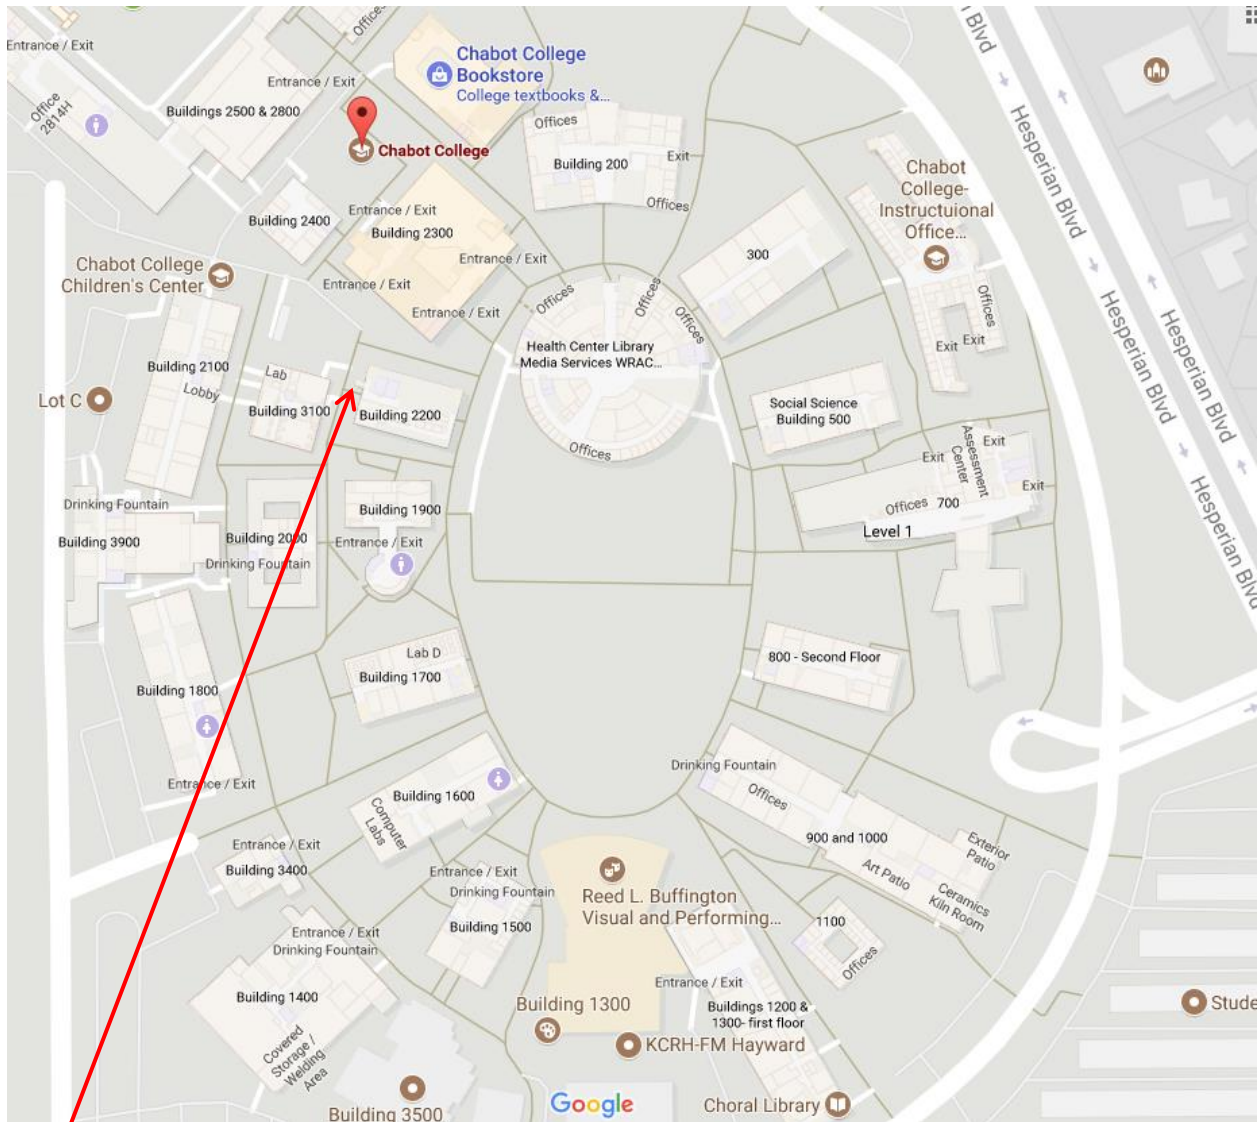 Offices
Entrance / Exit
Chabot College
Bookstore
College textbooks &...
Entrance / Exit
Office
2814H
Buildings 2500 & 2800
Hesperian Blvd
Offices
Building 200
Exit
Offices
Chabot College
Chabot
College-
Instructuional
Office...
Building 2400
Entrance / Exit
Building 2300
Entrance / Exit
Entrance / Exit
Entrance / Exit
300
Chabot College
Children's Center
Offices
Offices
Offices
Offices
Exit
Exit
Hesperian Blvd
Hesperian Blvd
Hesperian Blvd
Hesperian Blvd
Health Center Library
Media Services WRAC...
Offices
Building 2100
Lobby
Lab
Building 3100
Building 2200
Lot C
Social Science
Building 500
Assessment
Center
Exit
Exit
Exit
Offices
700
Level 1
Drinking Fountain
Building 3900
Building 2000
Drinking Fountain
Building 1900
Entrance / Exit
Lab D
Building 1700
800 - Second Floor
Building 1800
Entrance / Exit
Building 1600
Computer
Labs
Drinking Fountain
Offices
900 and 1000
Art Patio
Exterior
Patio
Ceramics
Kiln Room
Entrance / Exit
Building 3400
Entrance / Exit
Drinking Fountain
Building 1500
Reed L. Buffington
Visual and Performing...
1100
Offices
Entrance / Exit
Drinking Fountain
Building 1400
Covered
Storage /
Welding
Area
Building 1300
Entrance / Exit
Buildings 1200 &
1300- first floor
KCRH-FM Hayward
Stude
Building 3500
Google
Choral Library